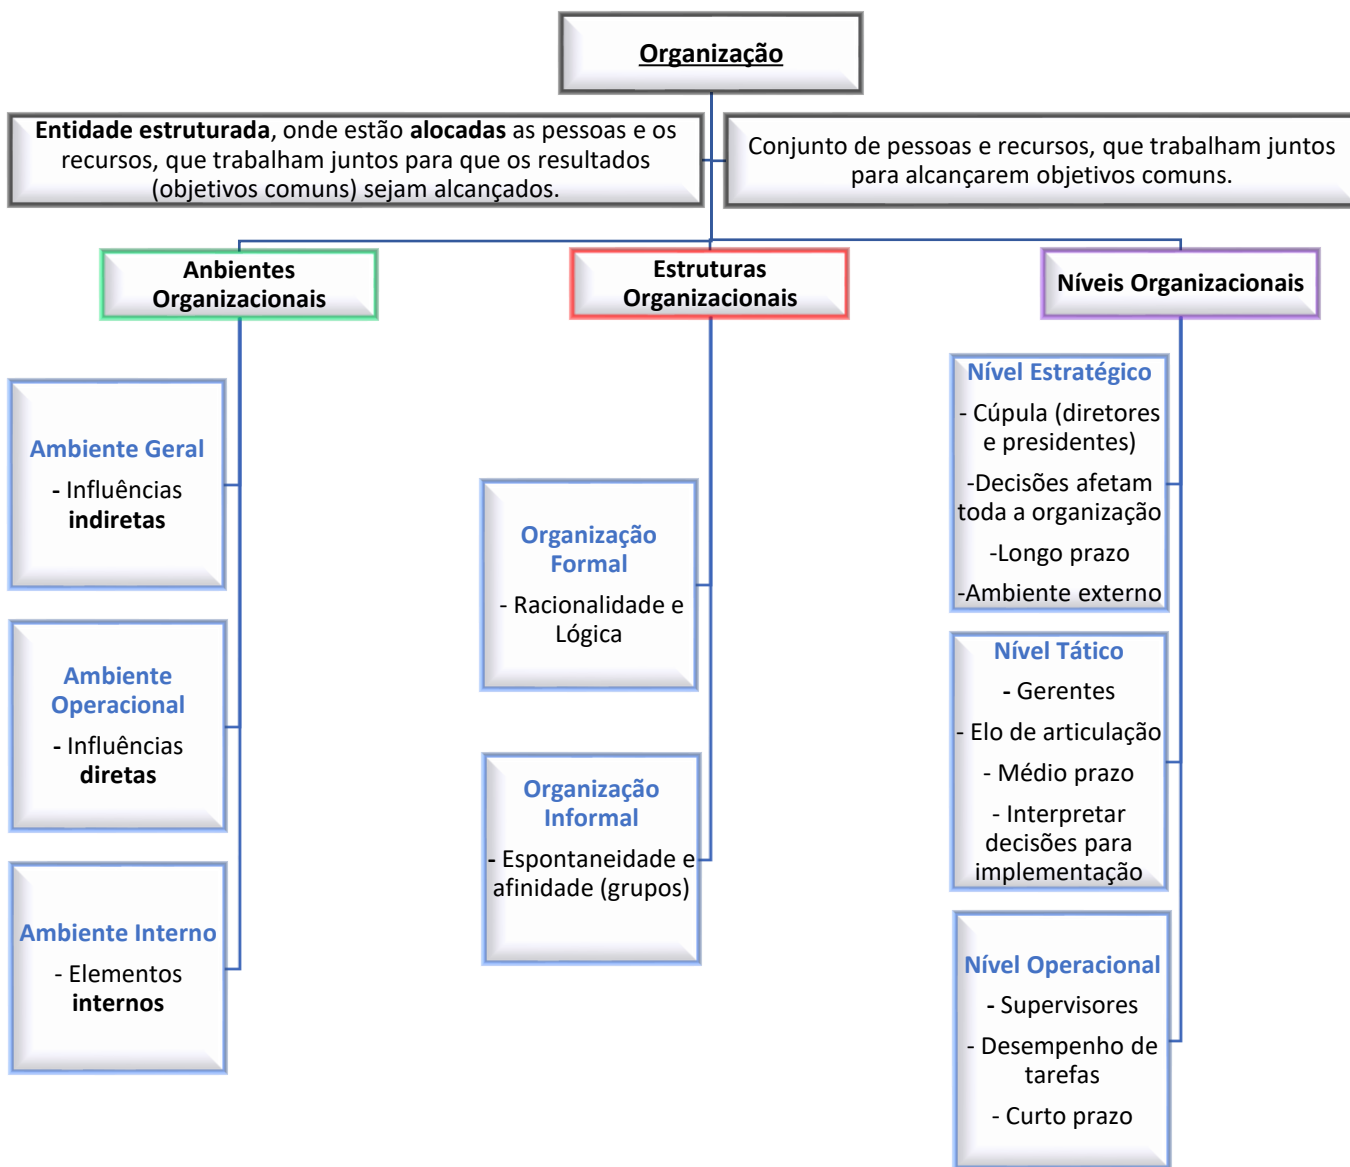 Organização
Entidade estruturada, onde estão alocadas as pessoas e os
recursos, que trabalham juntos para que os resultados
(objetivos comuns) sejam alcançados.
Conjunto de pessoas e recursos, que trabalham juntos
para alcançarem objetivos comuns.
Anbientes
Organizacionais
Ambiente Geral
- Influências
indiretas
Ambiente
Operacional
- Influências
diretas
Ambiente Interno
- Elementos
internos
Estruturas
Organizacionais
Organização
Formal
- Racionalidade e
Lógica
Organização
Informal
- Espontaneidade e
afinidade (grupos)
Níveis Organizacionais
Nível Estratégico
- Cúpula (diretores
e presidentes)
-Decisões afetam
toda a organização
-Longo prazo
-Ambiente externo
Nível Tático
- Gerentes
- Elo de articulação
- Médio prazo
- Interpretar
decisões para
implementação
Nível Operacional
- Supervisores
- Desempenho de
tarefas
- Curto prazo